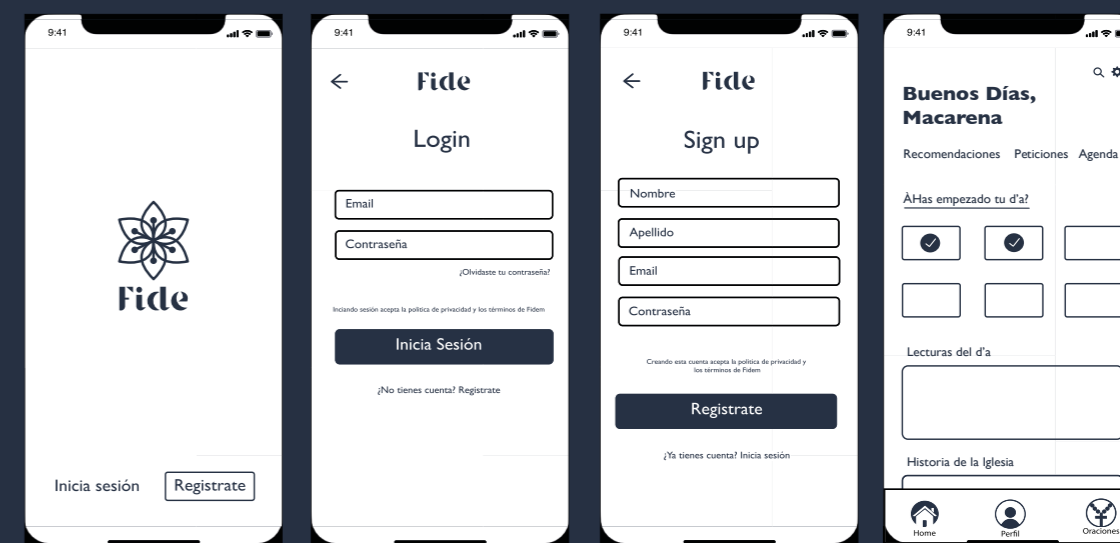 9:41
Fide
Inicia sesión
Registrate
9:41
Fide
Login
Email
Contraseña
¿Olvidaste tu contraseña?
Inciando sesión acepta la política de privacidad y los términos de Fidem
Inicia Sesión
¿No tienes cuenta? Registrate
9:41
Fide
Sign up
Nombre
Apellido
Email
Contraseña
Creando esta cuenta acepta la política de privacidad y
los términos de Fidem
Registrate
¿Ya tienes cuenta? Inicia sesión
9:41
Buenos Días,
Macarena
Recomendaciones Peticiones Agenda
ÀHas empezado tu d'a?
Lecturas del d'a
Historia de la Iglesia
Home Perfil Oraciones